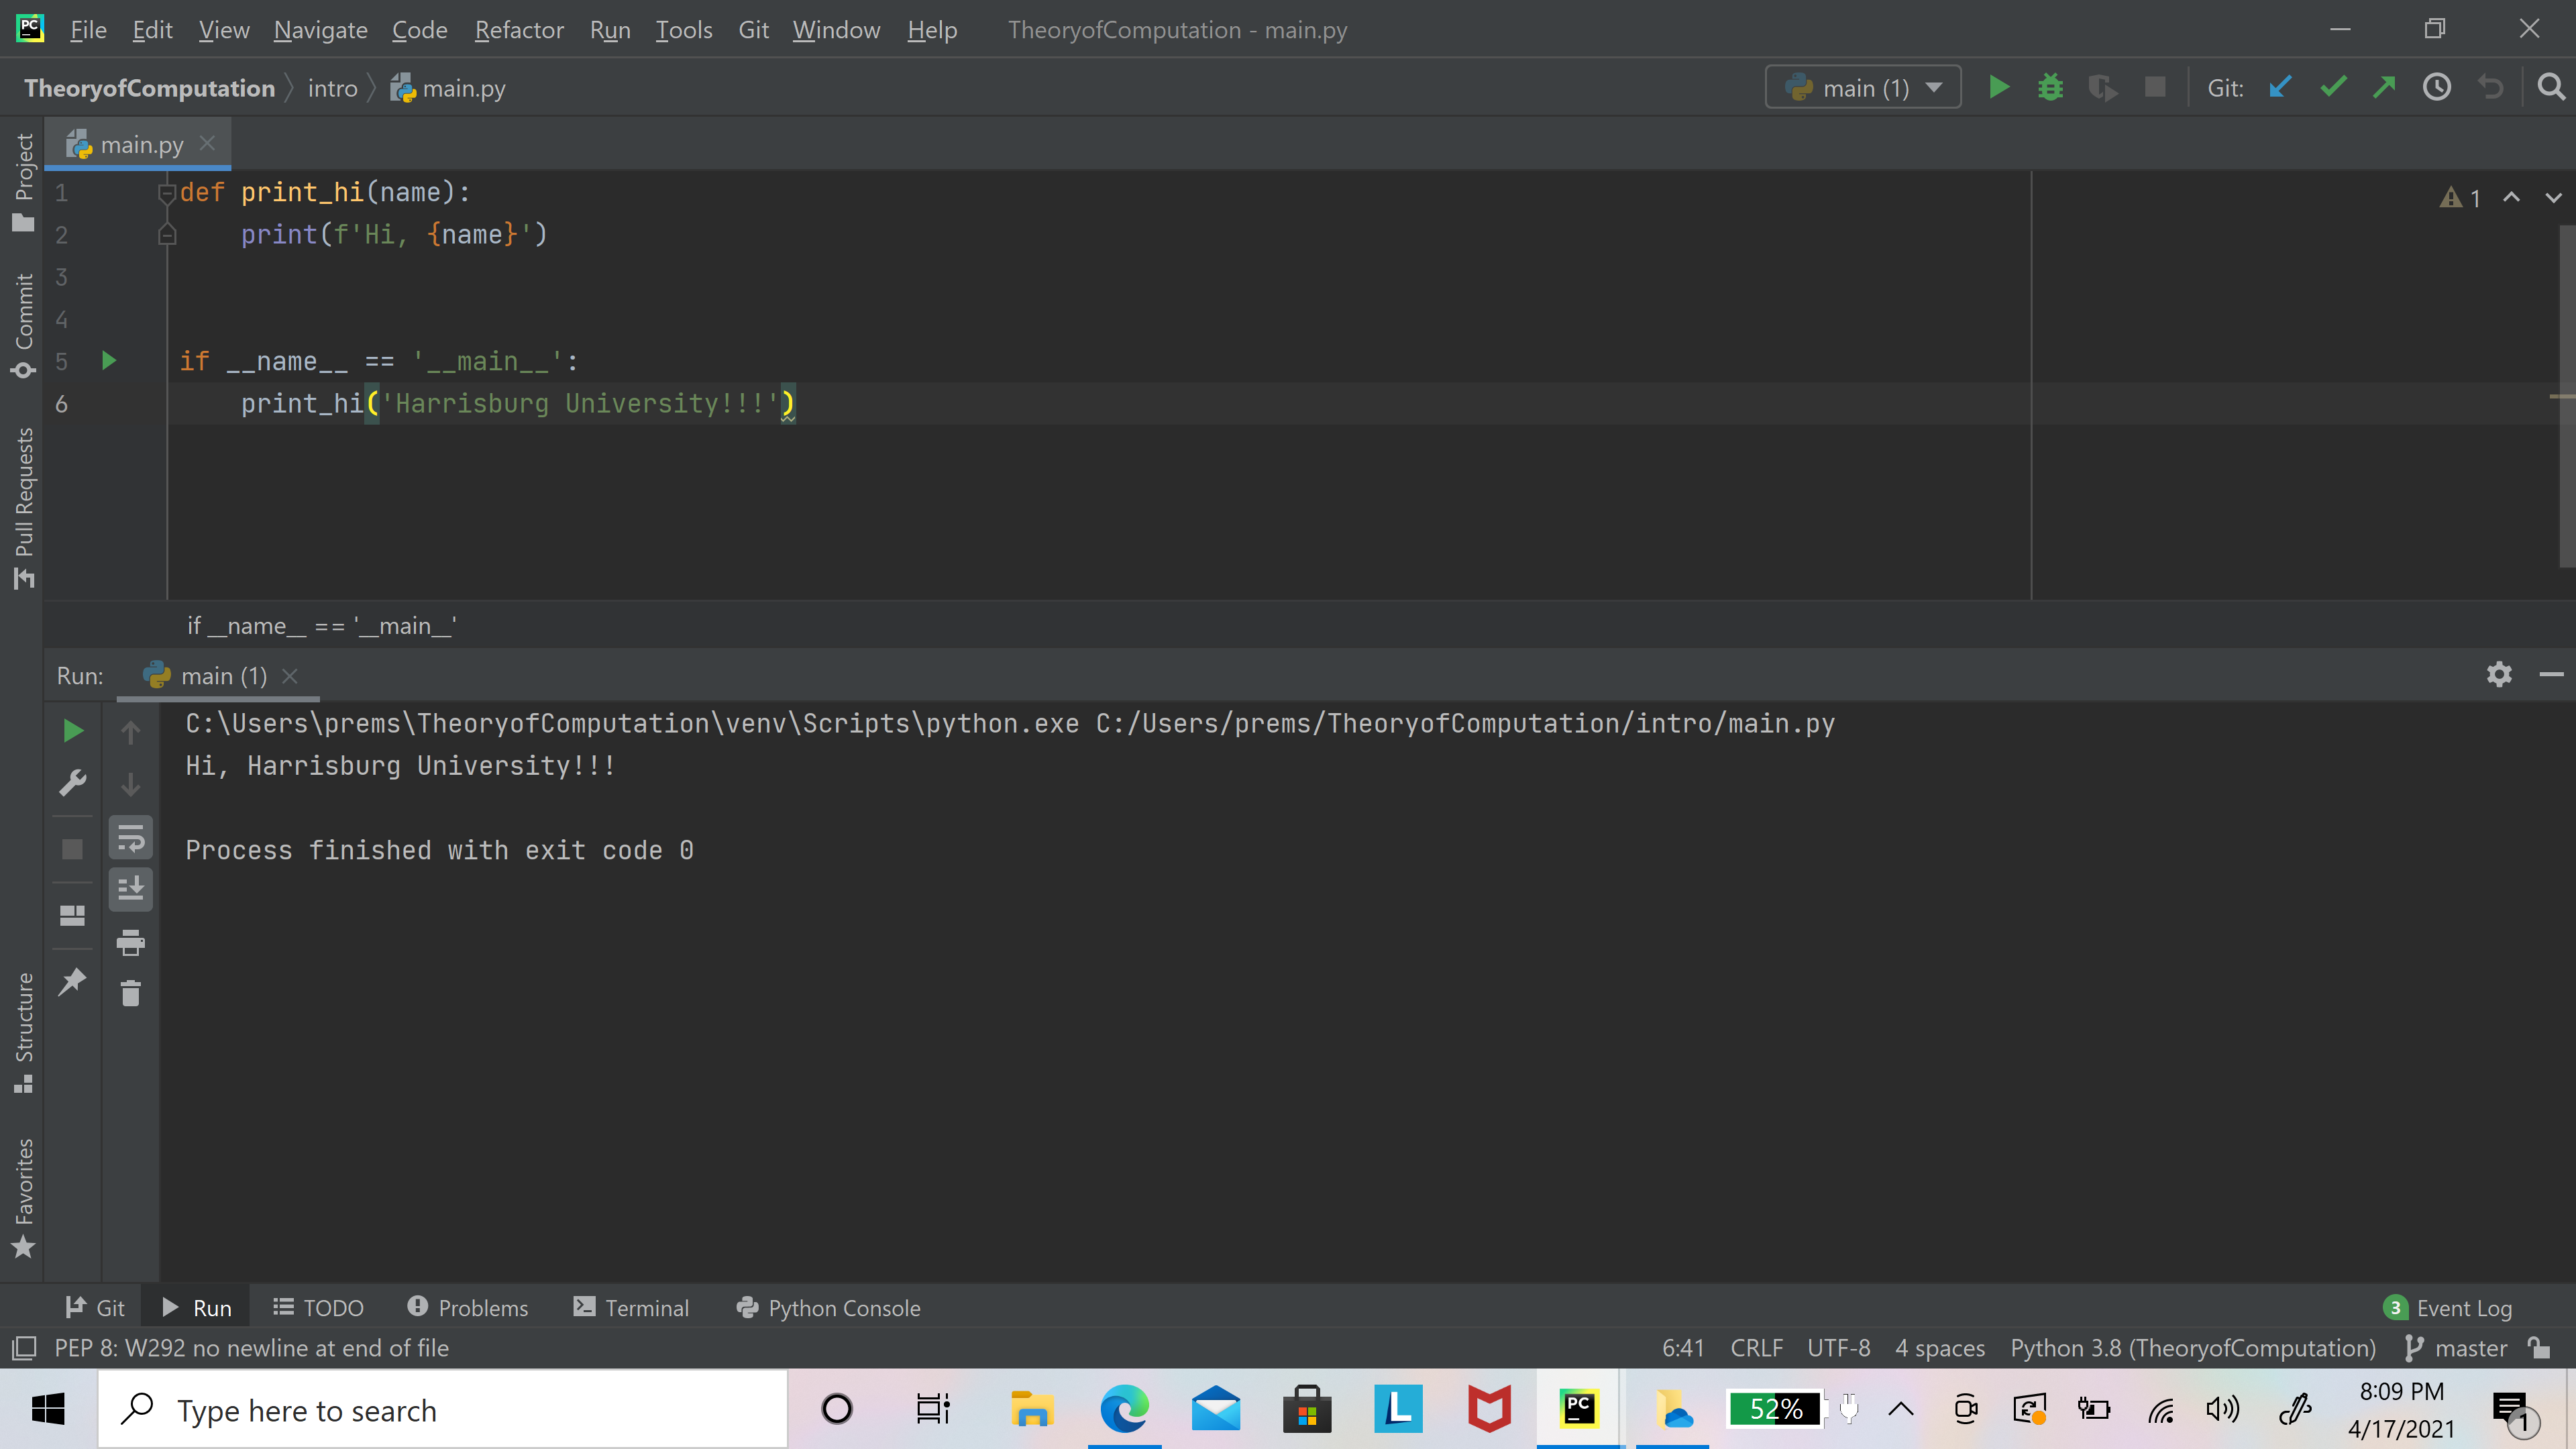 PC File Edit View Navigate Code Refactor Run Tools Git Window Help TheoryofComputation - main.py
TheoryofComputation intro main.py main (1) Git:
main.py
Project
Commit
Pull Requests
Structure
Favorites
1 def print_hi(name):
2     print(f'Hi, {name}')
3
4
5 if __name__ == '__main__':
6     print_hi('Harrisburg University!!!')
1
if __name__ == '__main__'
Run: main (1)
C:\Users\prems\TheoryofComputation\venv\Scripts\python.exe C:/Users/prems/TheoryofComputation/intro/main.py
Hi, Harrisburg University!!!
Process finished with exit code 0
Git Run TODO Problems Terminal Python Console 3 Event Log
PEP 8: W292 no newline at end of file 6:41 CRLF UTF-8 4 spaces Python 3.8 (TheoryofComputation) master
Type here to search L PC 52% 8:09 PM
4/17/2021 1